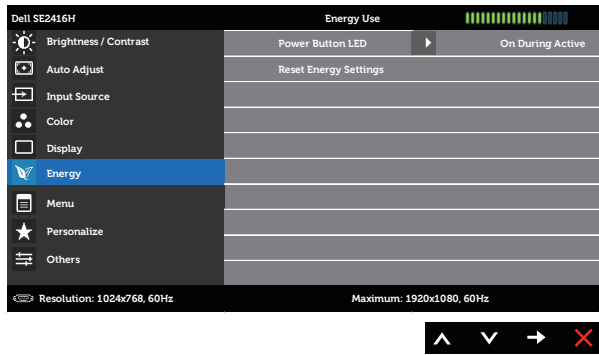 Dell SE2416H Energy Use
Brightness / Contrast Power Button LED On During Active
Auto Adjust Reset Energy Settings
Input Source
Color
Display
Energy
Menu
Personalize
Others
Resolution: 1024x768, 60Hz Maximum: 1920x1080, 60Hz